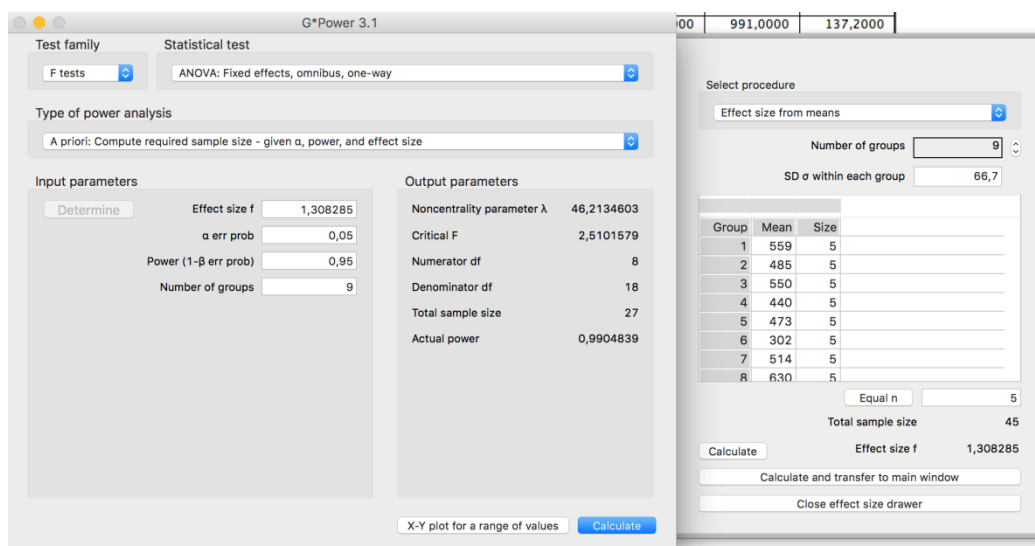 G*Power 3.1
00 991,0000 137,2000
Test family Statistical test
F tests ANOVA: Fixed effects, omnibus, one-way
Type of power analysis
A priori: Compute required sample size - given α, power, and effect size
Input parameters Output parameters
Determine Effect size f 1,308285 Noncentrality parameter λ 46,2134603
α err prob 0,05 Critical F 2,5101579
Power (1-β err prob) 0,95 Numerator df 8
Number of groups 9 Denominator df 18
Total sample size 27
Actual power 0,9904839
X-Y plot for a range of values Calculate
Select procedure
Effect size from means
Number of groups 9
SD σ within each group 66,7
Group Mean Size
1 559 5
2 485 5
3 550 5
4 440 5
5 473 5
6 302 5
7 514 5
8 630 5
Equal n 5
Total sample size 45
Calculate Effect size f 1,308285
Calculate and transfer to main window
Close effect size drawer